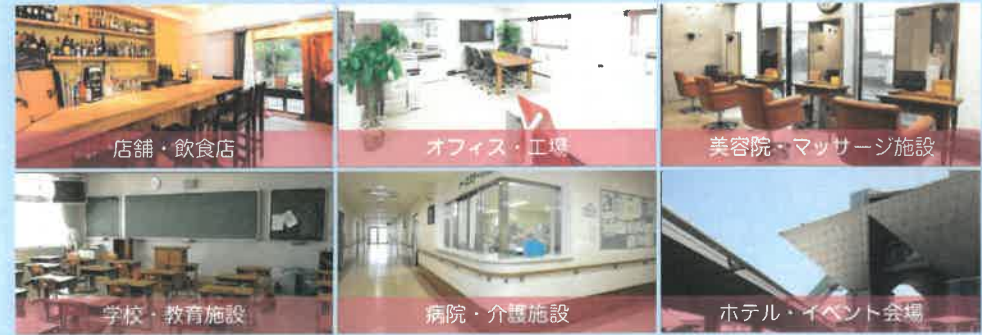 店舗・飲食店
オフィス・工場
美容院・マッサージ施設
学校・教育施設
病院・介護施設
ホテル・イベント会場